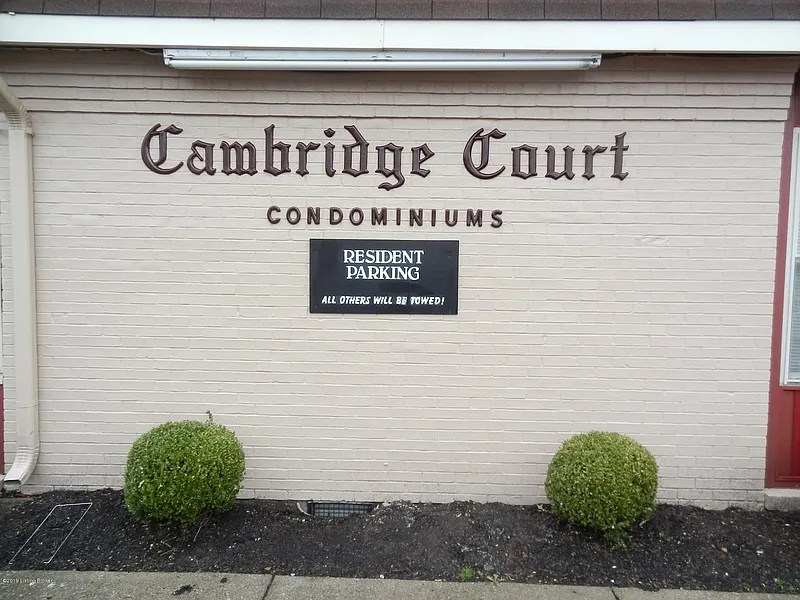 Cambridge Court
CONDOMINIUMS
RESIDENT
PARKING
ALL OTHERS WILL BE TOWED!